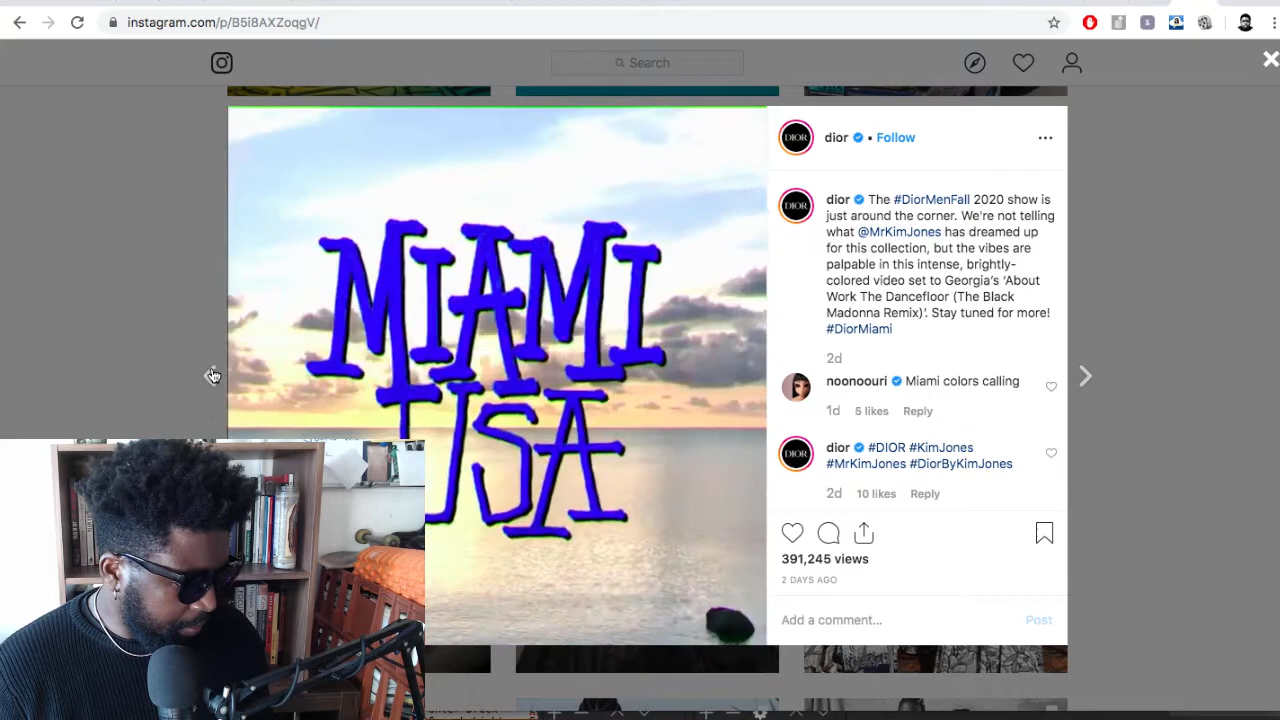 instagram.com/p/B5i8AXZoqgV/
Search
MIAMI
USA
DIOR
dior • Follow
DIOR
dior The #DiorMenFall 2020 show is
just around the corner. We're not telling
what @MrKimJones has dreamed up
for this collection, but the vibes are
palpable in this intense, brightly-
colored video set to Georgia's 'About
Work The Dancefloor (The Black
Madonna Remix)'. Stay tuned for more!
#DiorMiami
2d
noonoouri Miami colors calling
1d 5 likes Reply
DIOR
dior #DIOR #KimJones
#MrKimJones #DiorByKimJones
2d 10 likes Reply
391,245 views
2 DAYS AGO
Add a comment... Post